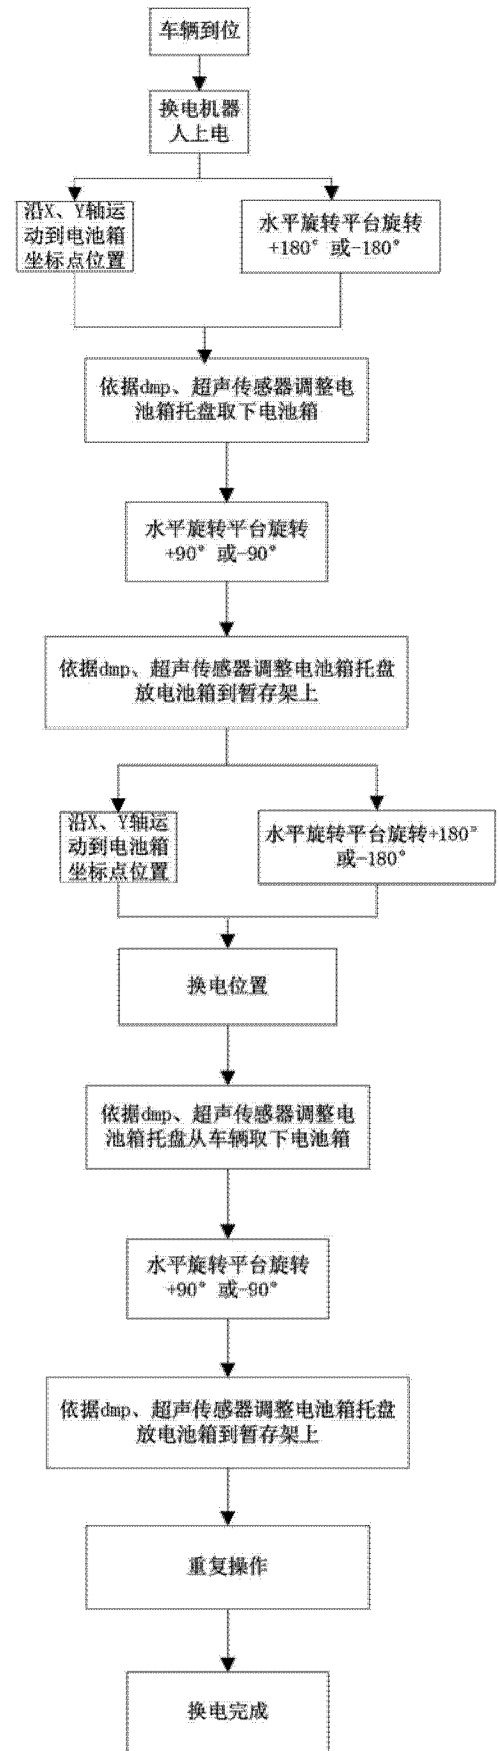 车辆到位
换电机器
人上电
沿X、Y轴运
动到电池箱
坐标点位置
水平旋转平台旋转
+180°或-180°
依据dmp、超声传感器调整电
池箱托盘取下电池箱
水平旋转平台旋转
+90°或-90°
依据dmp、超声传感器调整电池箱托盘
放电池箱到暂存架上
沿X、Y轴运
动到电池箱
坐标点位置
水平旋转平台旋转+180°
或-180°
换电位置
依据dmp、超声传感器调整电
池箱托盘从车辆取下电池箱
水平旋转平台旋转
+90°或-90°
依据dmp、超声传感器调整电池箱托盘
放电池箱到暂存架上
重复操作
换电完成